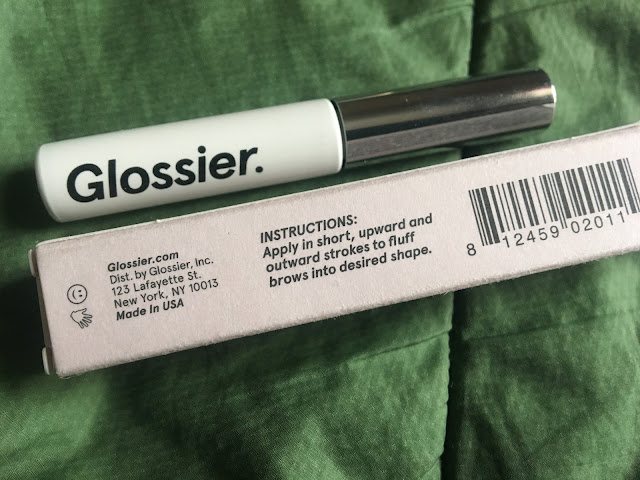 Glossier.
Glossier.com
Dist. by Glossier, Inc.
123 Lafayette St.
New York, NY 10013
Made In USA
INSTRUCTIONS:
Apply in short, upward and
outward strokes to fluff
brows into desired shape.
8 12459 02011